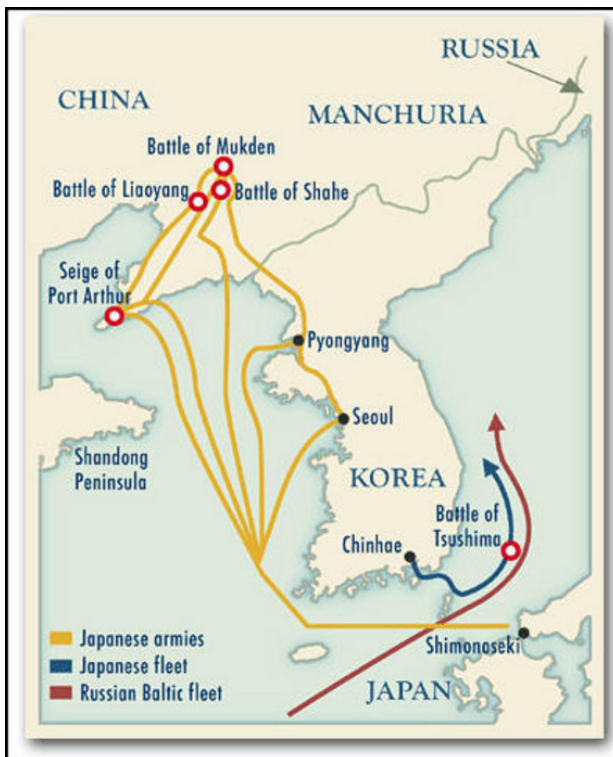 RUSSIA
CHINA
MANCHURIA
Battle of Mukden
Battle of Liaoyang
Battle of Shahe
Seige of
Port Arthur
Pyongyang
Seoul
Shandong
Peninsula
KOREA
Battle of
Tsushima
Chinhae
Japanese armies
Japanese fleet
Russian Baltic fleet
Shimonoseki
JAPAN